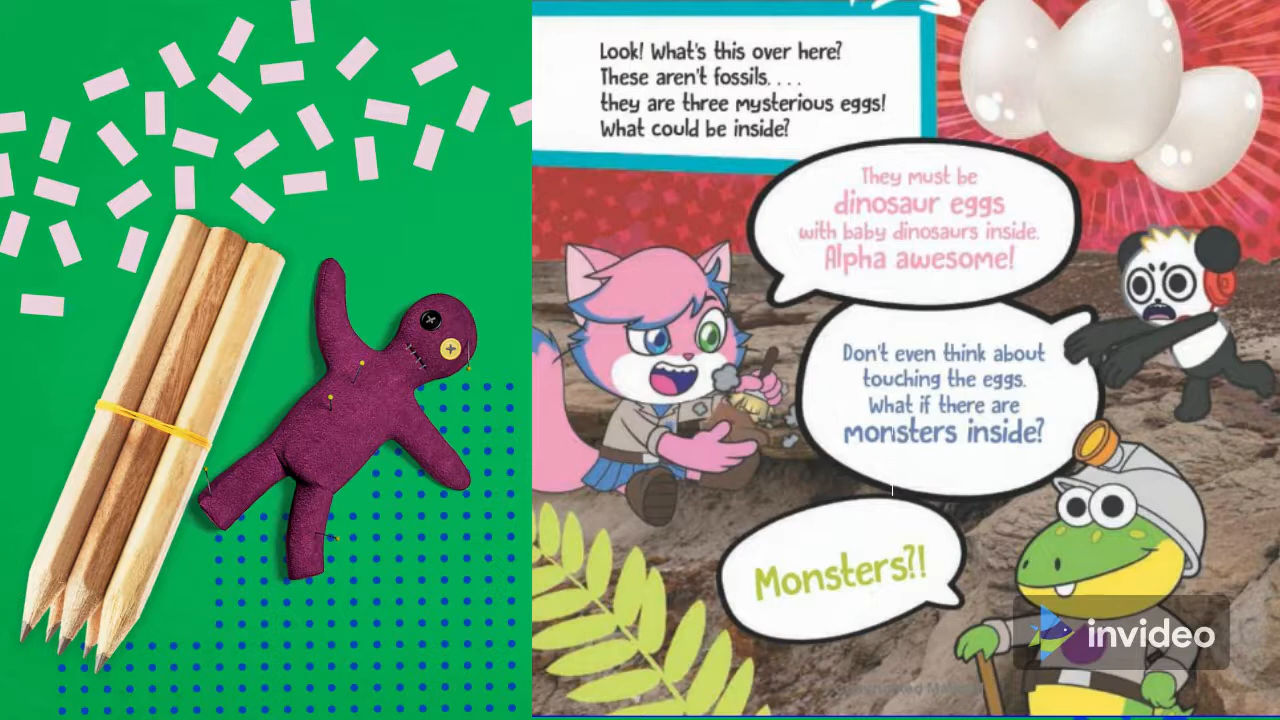 Look! What's this over here?
These aren't fossils. . . .
they are three mysterious eggs!
What could be inside?
They must be
dinosaur eggs
with baby dinosaurs inside.
Alpha awesome!
Don't even think about
touching the eggs.
What if there are
monsters inside?
Monsters?!
invideo